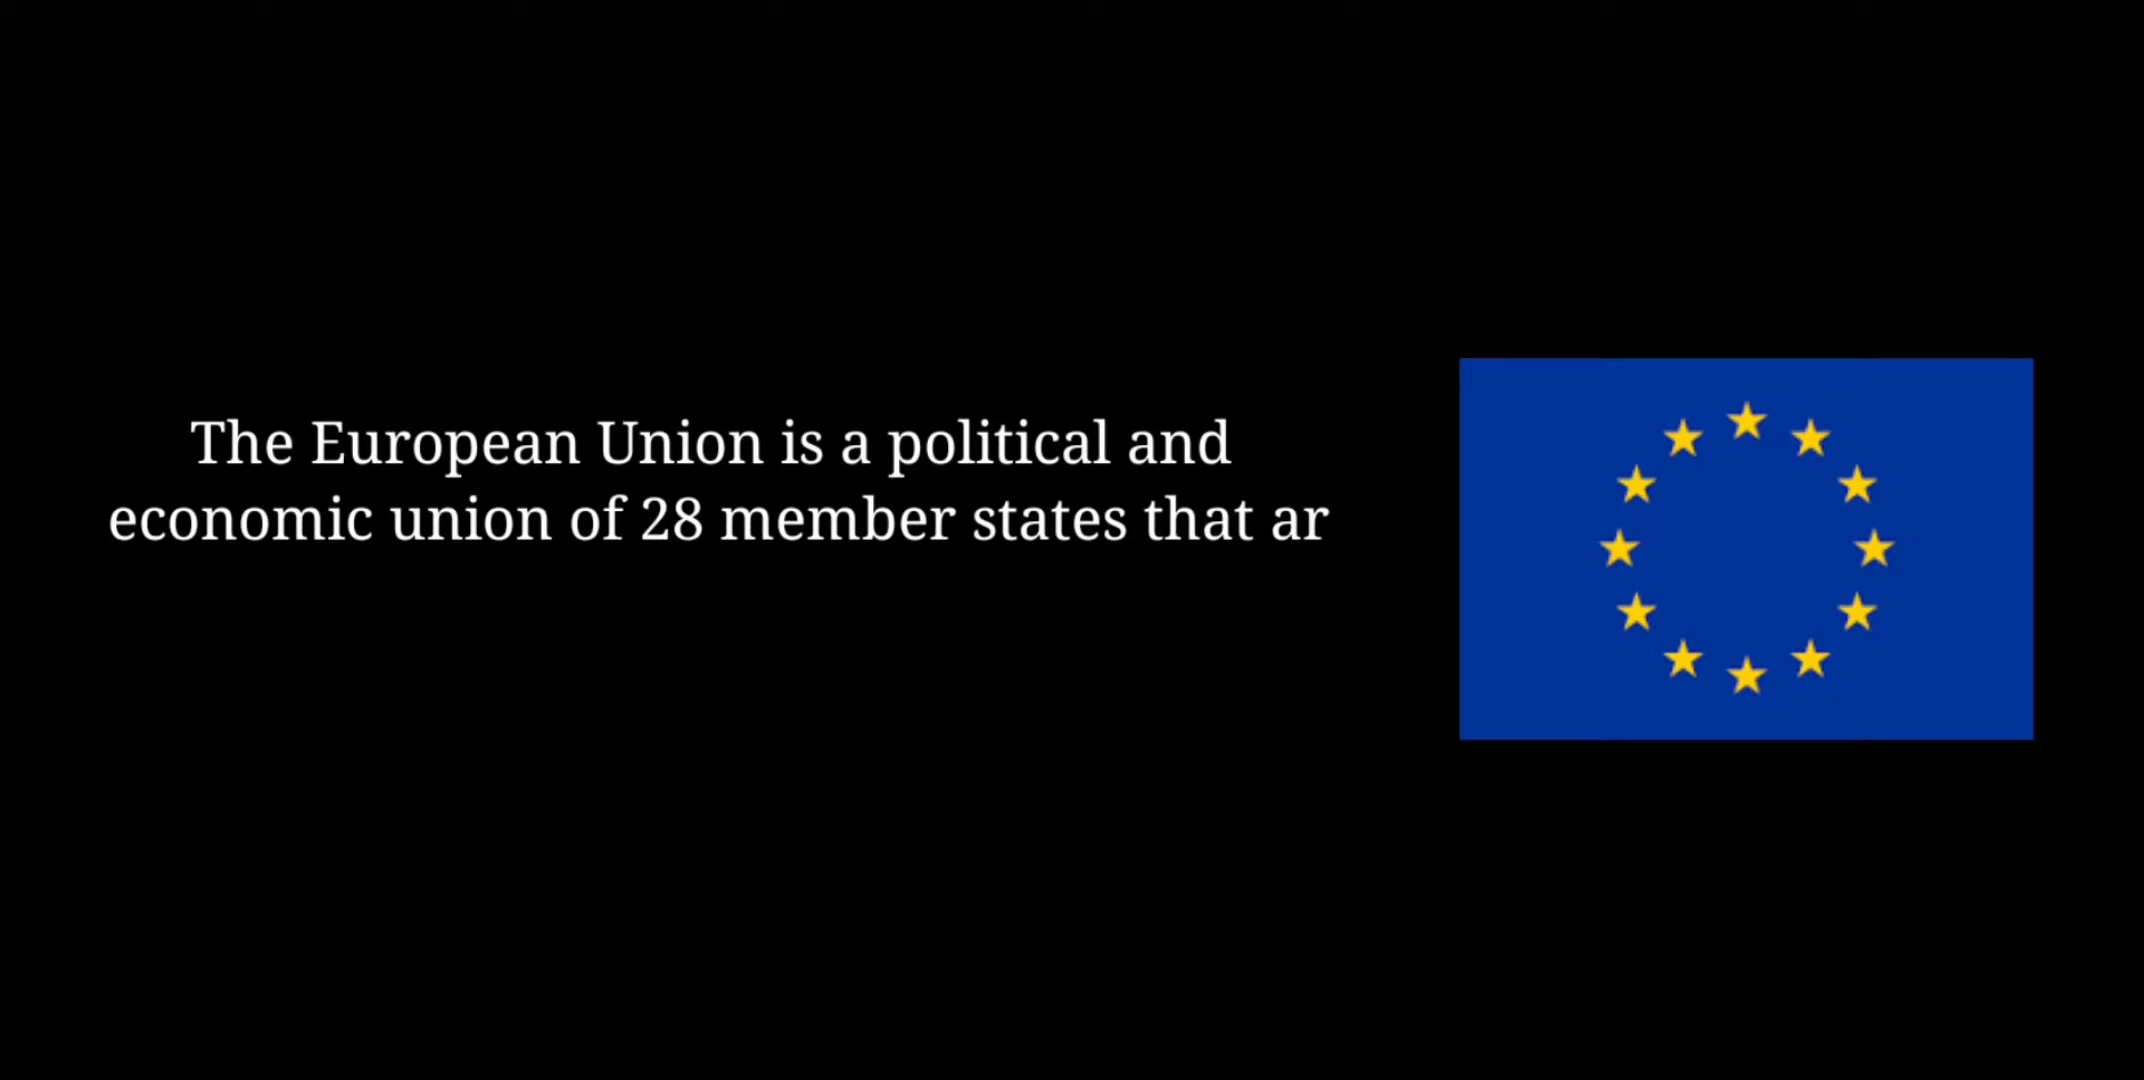 The European Union is a political and
economic union of 28 member states that ar